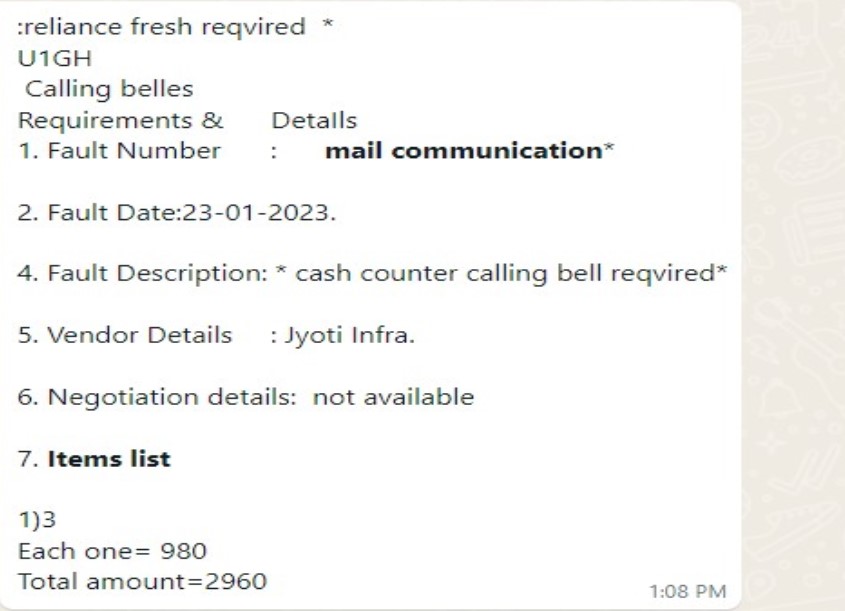 :reliance fresh reqvired *
U1GH
Calling belles
Requirements & Detalls
1. Fault Number : mail communication*
2. Fault Date:23-01-2023.
4. Fault Description: * cash counter calling bell reqvired*
5. Vendor Details : Jyoti Infra.
6. Negotiation details: not available
7. Items list
1)3
Each one= 980
Total amount=2960
1:08 PM